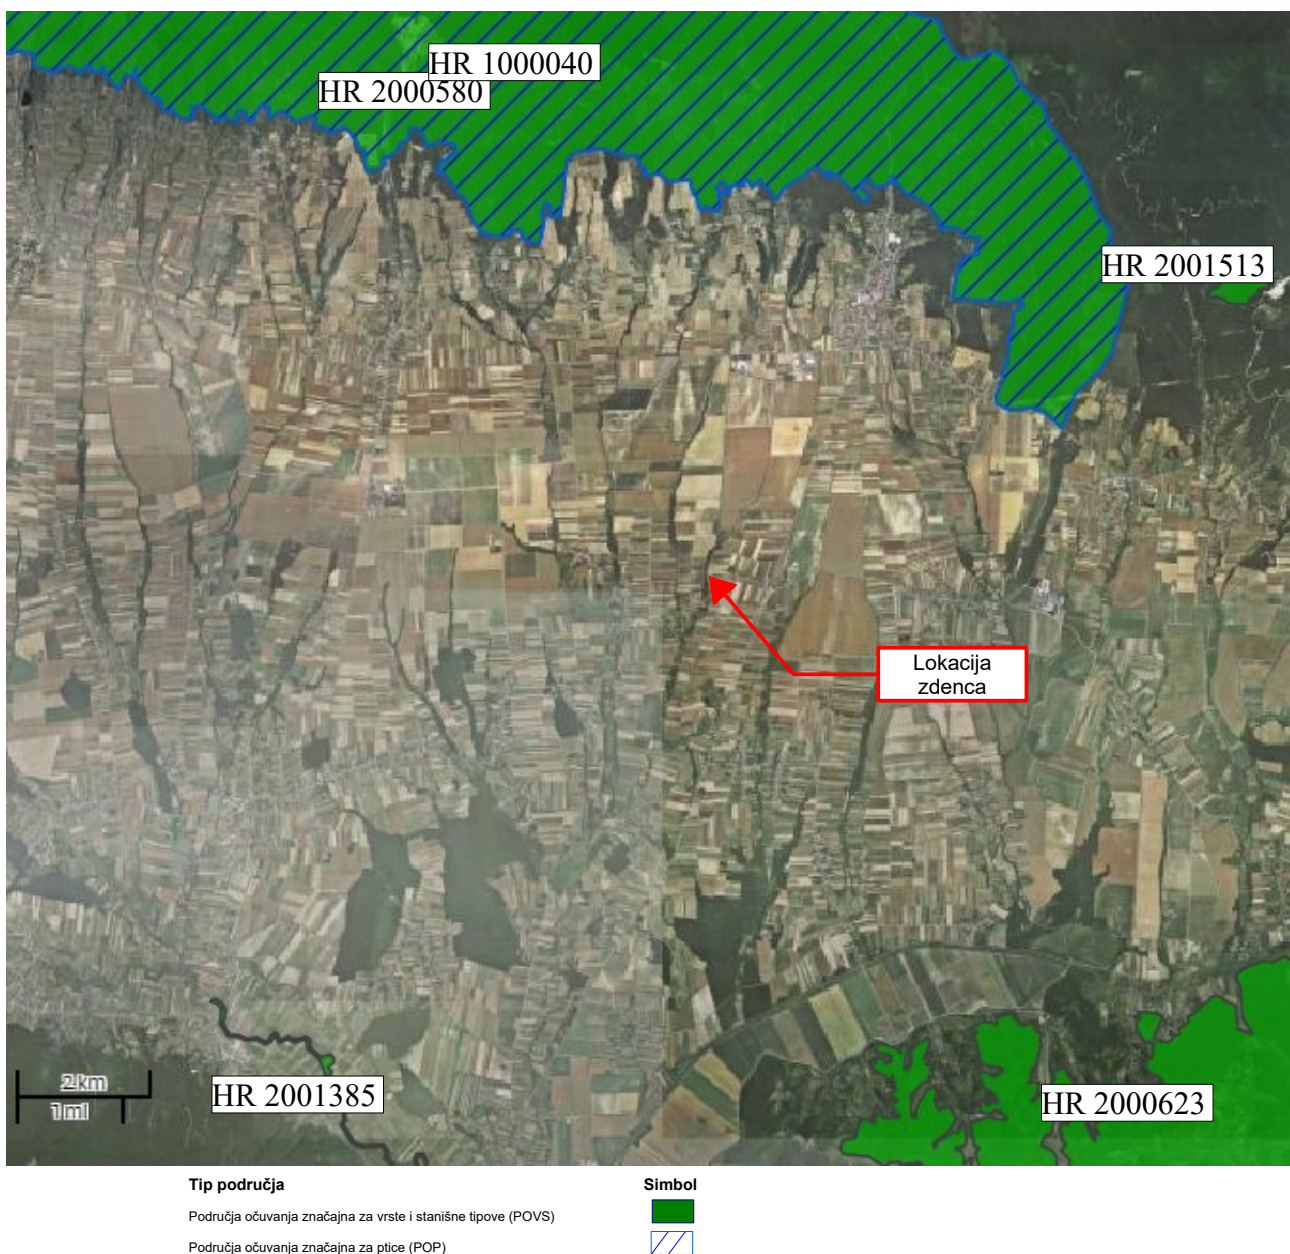 HR 1000040
HR 2000580
HR 2001513
Lokacija
zdenca
2 km
1 mi
HR 2001385
HR 2000623
Tip područja
Simbol
Područja očuvanja značajna za vrste i stanišne tipove (POVS)
Područja očuvanja značajna za ptice (POP)